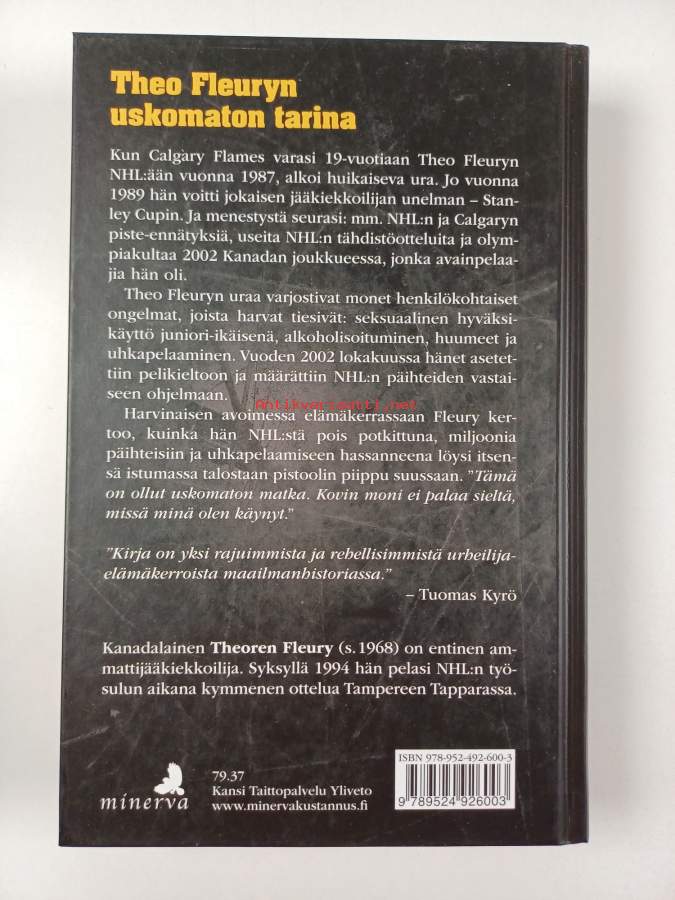 Theo Fleuryn
uskomaton tarina
Kun Calgary Flames varasi 19-vuotiaan Theo Fleuryn
NHL:ään vuonna 1987, alkoi huikaiseva ura. Jo vuonna
1989 hän voitti jokaisen jääkiekkoilijan unelman – Stan-
ley Cupin. Ja menestystä seurasi: mm. NHL:n ja Calgaryn
piste-ennätyksiä, useita NHL:n tähdistöotteluita ja olym-
piakultaa 2002 Kanadan joukkueessa, jonka avainpelaa-
jia hän oli.
Theo Fleuryn uraa varjostivat monet henkilökohtaiset
ongelmat, joista harvat tiesivät: seksuaalinen hyväksi-
käyttö juniori-ikäisenä, alkoholisoituminen, huumeet ja
uhkapelaaminen. Vuoden 2002 lokakuussa hänet asetet-
tiin pelikieltoon ja määrättiin NHL:n päihteiden vastai-
seen ohjelmaan.
Antikvariaatti.net
Harvinaisen avoimessa elämäkerrassaan Fleury ker-
too, kuinka hän NHL:stä pois potkittuna, miljoonia
päihteisiin ja uhkapelaamiseen hassanneena löysi itsen-
sä istumassa talostaan pistoolin piippu suussaan. ”Tämä
on ollut uskomaton matka. Kovin moni ei palaa sieltä,
missä minä olen käynyt.”
”Kirja on yksi rajuimmista ja rehellisimmistä urheilija-
elämäkerroista maailmanhistoriassa.”
– Tuomas Kyrö
Kanadalainen Theoren Fleury (s. 1968) on entinen am-
mattijääkiekkoilija. Syksyllä 1994 hän pelasi NHL:n työ-
sulun aikana kymmenen ottelua Tampereen Tapparassa.
minerva
79.37
Kansi Taittopalvelu Yliveto
www.minervakustannus.fi
ISBN 978-952-492-600-3
9 789524 926003